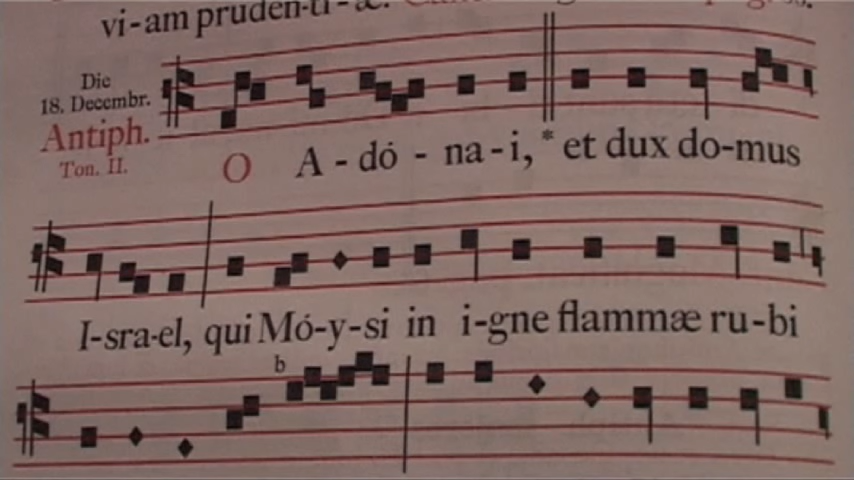 vi-am pruden-ti-æ.
Die
18. Decembr.
Antiph.
Ton. II.
O A-dó-na-i, * et dux do-mus
I-sra-el, qui Mó-y-si in i-gne flammæ ru-bi
b